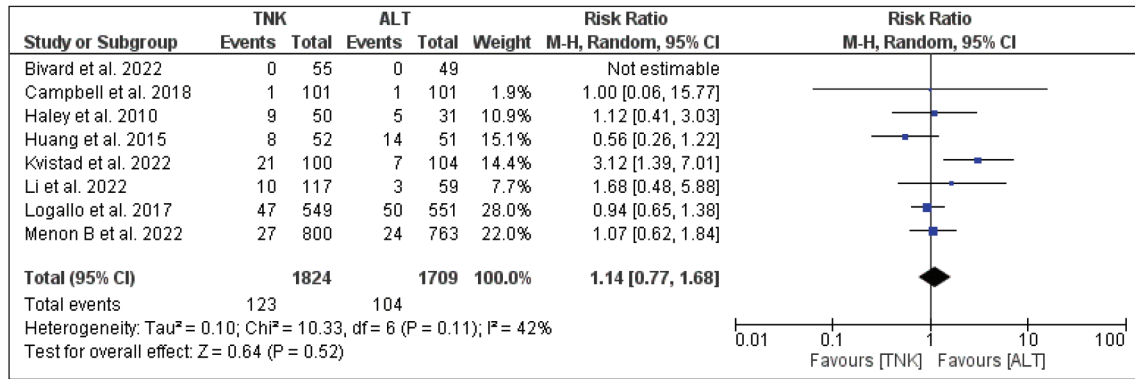 TNK ALT Risk Ratio Risk Ratio
Study or Subgroup Events Total Events Total Weight M-H, Random, 95% CI M-H, Random, 95% CI
Bivard et al. 2022 0 55 0 49 Not estimable
Campbell et al. 2018 1 101 1 101 1.9% 1.00 [0.06, 15.77]
Haley et al. 2010 9 50 5 31 10.9% 1.12 [0.41, 3.03]
Huang et al. 2015 8 52 14 51 15.1% 0.56 [0.26, 1.22]
Kvistad et al. 2022 21 100 7 104 14.4% 3.12 [1.39, 7.01]
Li et al. 2022 10 117 3 59 7.7% 1.68 [0.48, 5.88]
Logallo et al. 2017 47 549 50 551 28.0% 0.94 [0.65, 1.38]
Menon B et al. 2022 27 800 24 763 22.0% 1.07 [0.62, 1.84]
Total (95% CI) 1824 1709 100.0% 1.14 [0.77, 1.68]
Total events 123 104
Heterogeneity: Tau² = 0.10; Chi² = 10.33, df = 6 (P = 0.11); I² = 42%
Test for overall effect: Z = 0.64 (P = 0.52)
0.01 0.1 1 10 100
Favours [TNK] Favours [ALT]